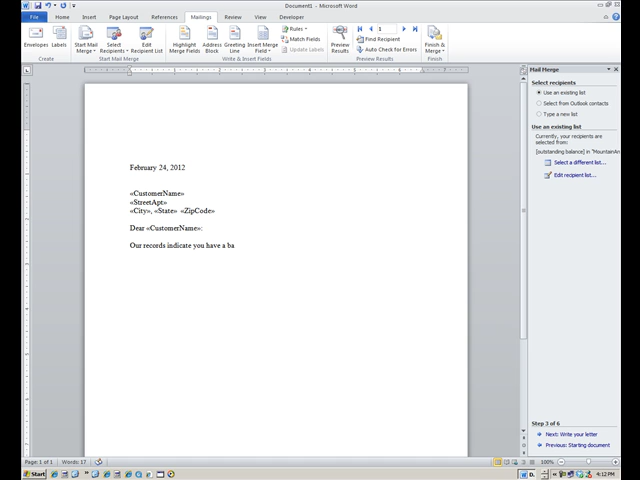 Document1 - Microsoft Word
File Home Insert Page Layout References Mailings Review View Developer
Envelopes Labels
Start Mail Merge Select Recipients Edit Recipient List
Highlight Merge Fields Address Block Greeting Line Insert Merge Field
Rules
Match Fields
Update Labels
Preview Results
1
Find Recipient
Auto Check for Errors
Finish & Merge
Create Start Mail Merge Write & Insert Fields Preview Results Finish
February 24, 2012
«CustomerName»
«StreetApt»
«City», «State» «ZipCode»
Dear «CustomerName»:
Our records indicate you have a ba
Mail Merge
Select recipients
Use an existing list
Select from Outlook contacts
Type a new list
Use an existing list
Currently, your recipients are
selected from:
[outstanding balance] in "MountainAr
Select a different list...
Edit recipient list...
Step 3 of 6
Next: Write your letter
Previous: Starting document
Page: 1 of 1 Words: 17
100%
Start
D.
4:12 PM